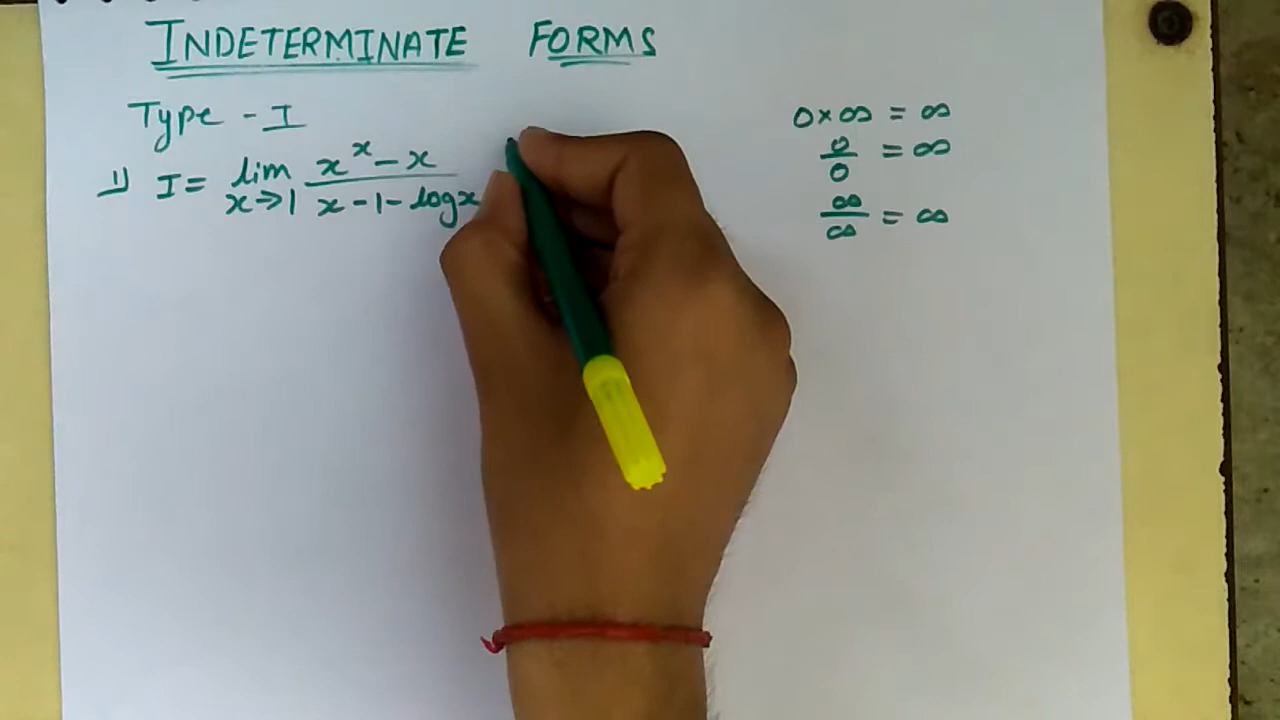 INDETERMINATE FORMS
Type - I
1) I = lim x→1 (x^x - x)/(x - 1 - log x)
0 × ∞ = ∞
0/0 = ∞
∞/∞ = ∞